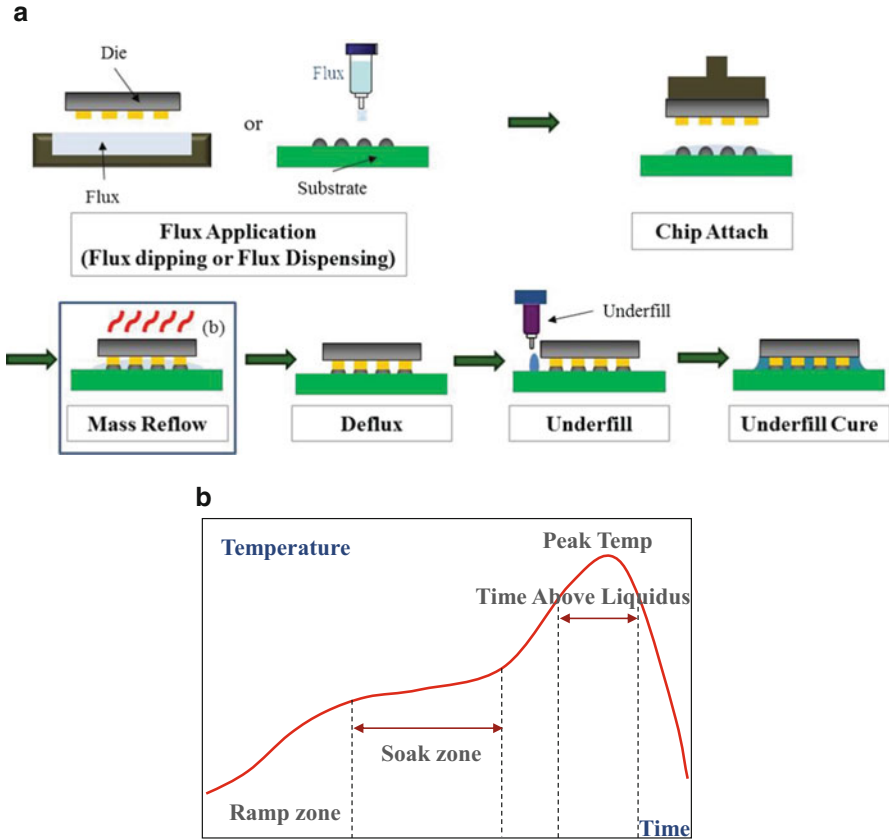 a
Die
Flux
or
Flux
Substrate
Flux Application
(Flux dipping or Flux Dispensing)
Chip Attach
(b)
Mass Reflow
Deflux
Underfill
Underfill
Underfill Cure
b
Temperature
Peak Temp
Time Above Liquidus
Soak zone
Ramp zone
Time